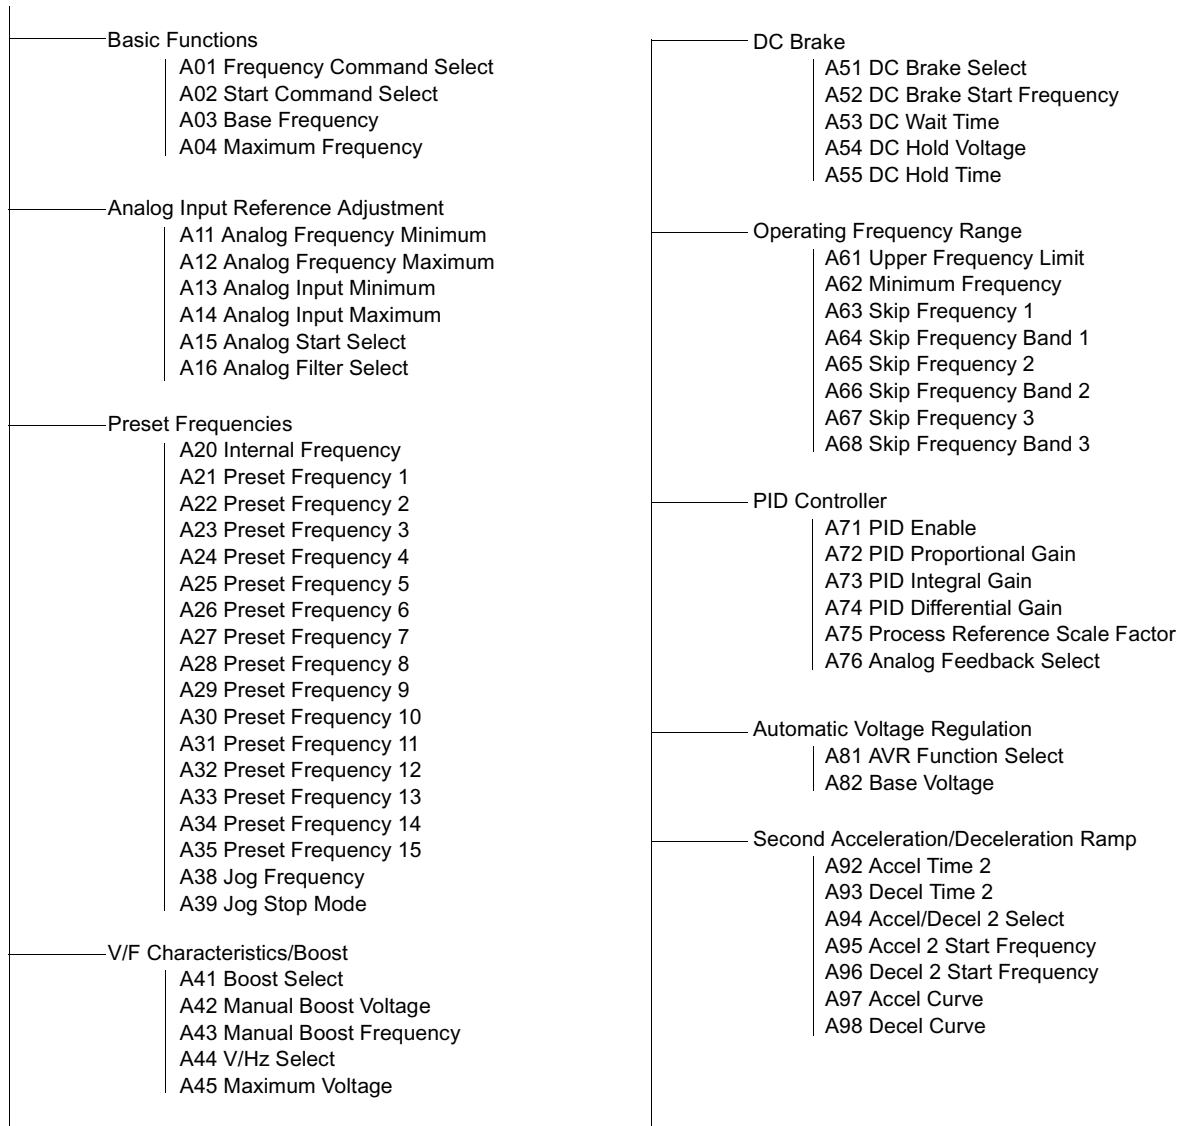 Basic Functions
A01 Frequency Command Select
A02 Start Command Select
A03 Base Frequency
A04 Maximum Frequency
Analog Input Reference Adjustment
A11 Analog Frequency Minimum
A12 Analog Frequency Maximum
A13 Analog Input Minimum
A14 Analog Input Maximum
A15 Analog Start Select
A16 Analog Filter Select
Preset Frequencies
A20 Internal Frequency
A21 Preset Frequency 1
A22 Preset Frequency 2
A23 Preset Frequency 3
A24 Preset Frequency 4
A25 Preset Frequency 5
A26 Preset Frequency 6
A27 Preset Frequency 7
A28 Preset Frequency 8
A29 Preset Frequency 9
A30 Preset Frequency 10
A31 Preset Frequency 11
A32 Preset Frequency 12
A33 Preset Frequency 13
A34 Preset Frequency 14
A35 Preset Frequency 15
A38 Jog Frequency
A39 Jog Stop Mode
V/F Characteristics/Boost
A41 Boost Select
A42 Manual Boost Voltage
A43 Manual Boost Frequency
A44 V/Hz Select
A45 Maximum Voltage
DC Brake
A51 DC Brake Select
A52 DC Brake Start Frequency
A53 DC Wait Time
A54 DC Hold Voltage
A55 DC Hold Time
Operating Frequency Range
A61 Upper Frequency Limit
A62 Minimum Frequency
A63 Skip Frequency 1
A64 Skip Frequency Band 1
A65 Skip Frequency 2
A66 Skip Frequency Band 2
A67 Skip Frequency 3
A68 Skip Frequency Band 3
PID Controller
A71 PID Enable
A72 PID Proportional Gain
A73 PID Integral Gain
A74 PID Differential Gain
A75 Process Reference Scale Factor
A76 Analog Feedback Select
Automatic Voltage Regulation
A81 AVR Function Select
A82 Base Voltage
Second Acceleration/Deceleration Ramp
A92 Accel Time 2
A93 Decel Time 2
A94 Accel/Decel 2 Select
A95 Accel 2 Start Frequency
A96 Decel 2 Start Frequency
A97 Accel Curve
A98 Decel Curve